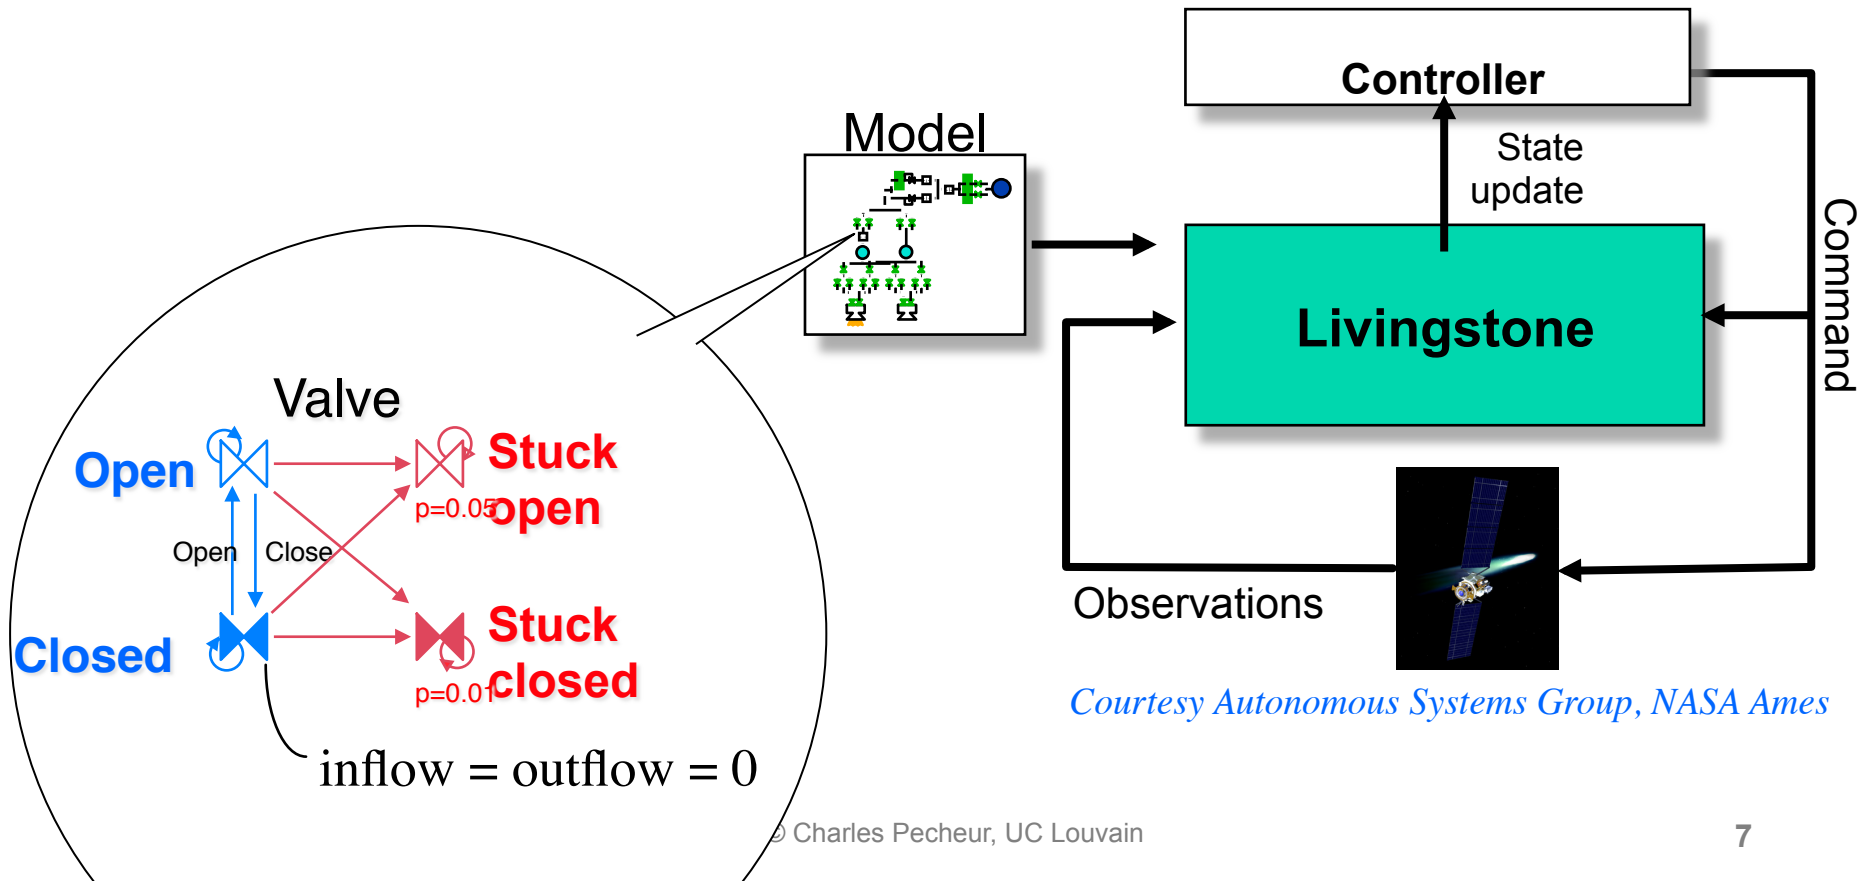 Controller
Model
State
update
Command
Livingstone
Valve
Open
Stuck
open
p=0.05
Open
Close
Closed
Stuck
closed
p=0.01
Observations
Courtesy Autonomous Systems Group, NASA Ames
inflow = outflow = 0
© Charles Pecheur, UC Louvain
7